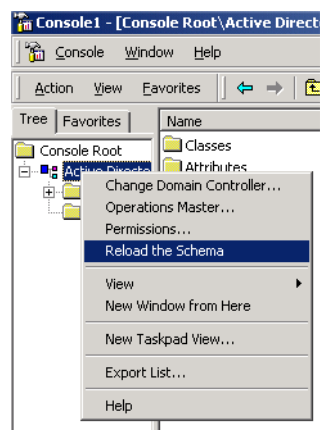 Console1 - [Console Root\Active Direct
Console Window Help
Action View Favorites
Tree Favorites Name
Console Root Classes
Active Directo Attributes
Change Domain Controller...
Operations Master...
Permissions...
Reload the Schema
View
New Window from Here
New Taskpad View...
Export List...
Help